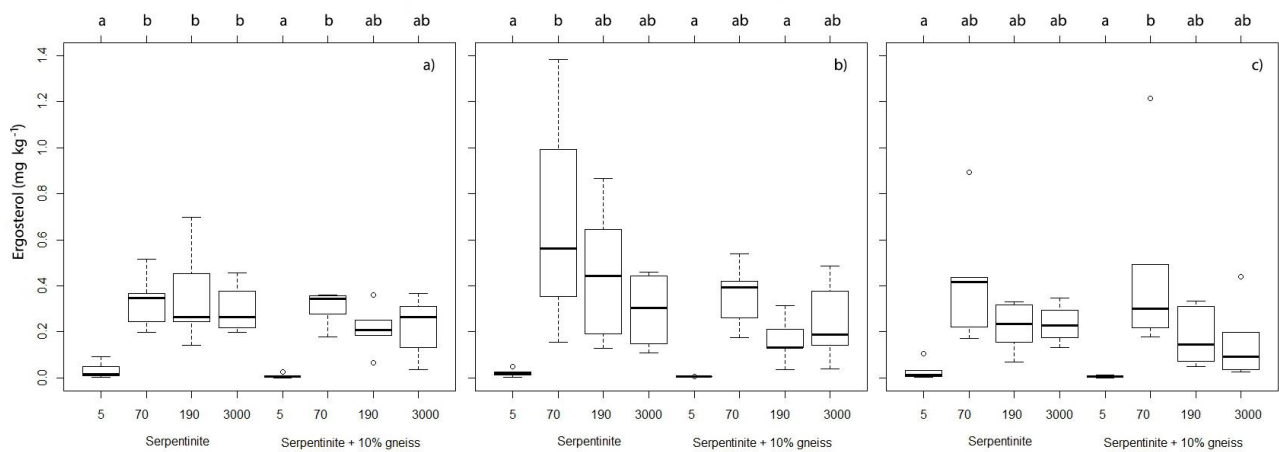 a b b b a b ab ab a b ab ab a ab a ab a ab ab ab a b ab ab
a) b) c)
Ergosterol (mg kg-1)
1.4
1.2
1.0
0.8
0.6
0.4
0.2
0.0
5 70 190 3000 5 70 190 3000 5 70 190 3000 5 70 190 3000 5 70 190 3000 5 70 190 3000
Serpentinite Serpentinite + 10% gneiss Serpentinite Serpentinite + 10% gneiss Serpentinite Serpentinite + 10% gneiss